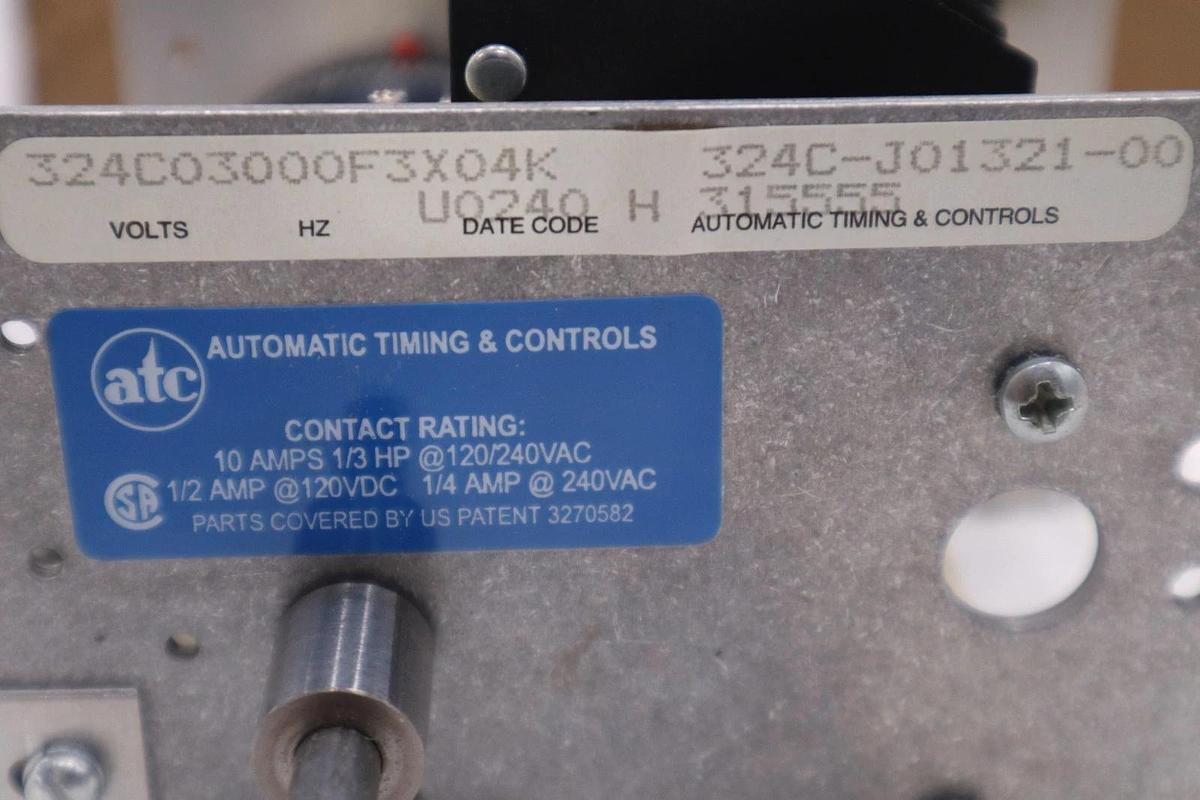 324C03000F3X04K 324C-J01321-00
U0240 H 315555
VOLTS HZ DATE CODE AUTOMATIC TIMING & CONTROLS
atc AUTOMATIC TIMING & CONTROLS
CONTACT RATING:
10 AMPS 1/3 HP @120/240VAC
SA 1/2 AMP @120VDC 1/4 AMP @ 240VAC
PARTS COVERED BY US PATENT 3270582